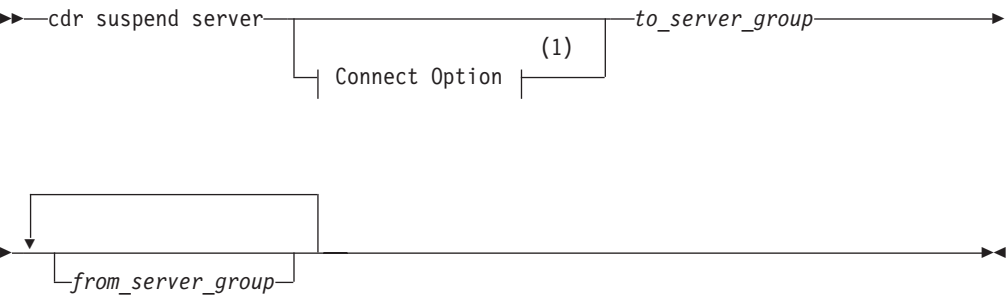 cdr suspend server to_server_group
(1)
Connect Option
from_server_group